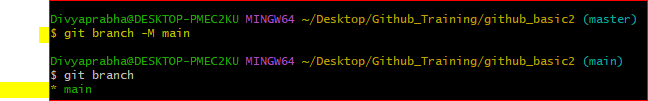 Divyaprabha@DESKTOP-PMEC2KU MINGW64 ~/Desktop/Github_Training/github_basic2 (master)
$ git branch -M main
Divyaprabha@DESKTOP-PMEC2KU MINGW64 ~/Desktop/Github_Training/github_basic2 (main)
$ git branch
* main